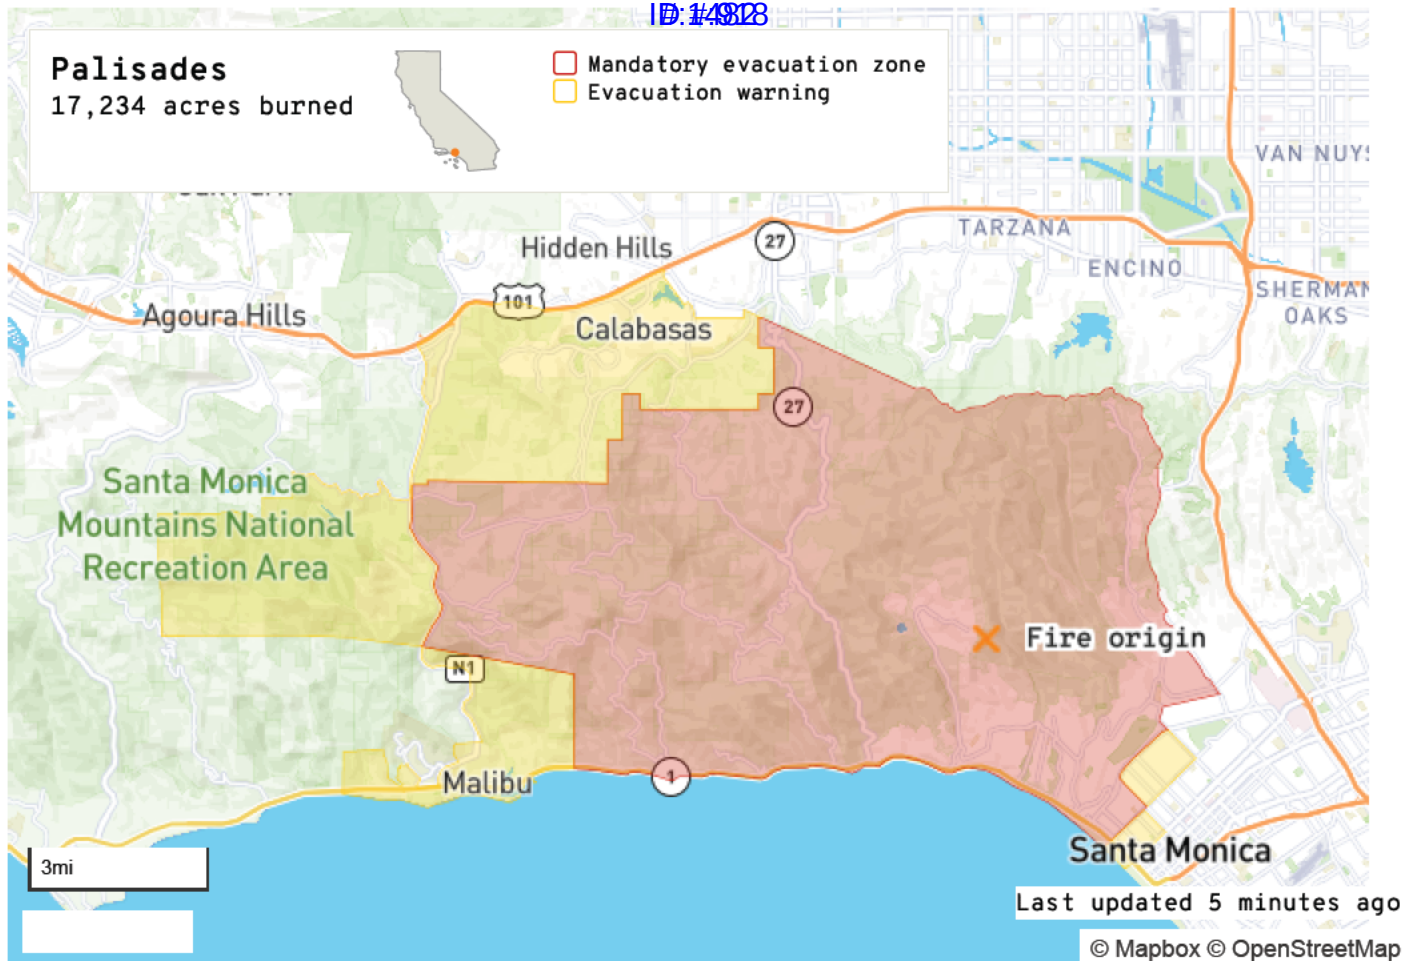 Palisades
17,234 acres burned
Mandatory evacuation zone
Evacuation warning
VAN NUYS
27
TARZANA
Hidden Hills
ENCINO
101
SHERMAN
OAKS
Agoura Hills
Calabasas
27
Santa Monica
Mountains National
Recreation Area
Fire origin
N1
1
Malibu
Santa Monica
3mi
Last updated 5 minutes ago
© Mapbox © OpenStreetMap